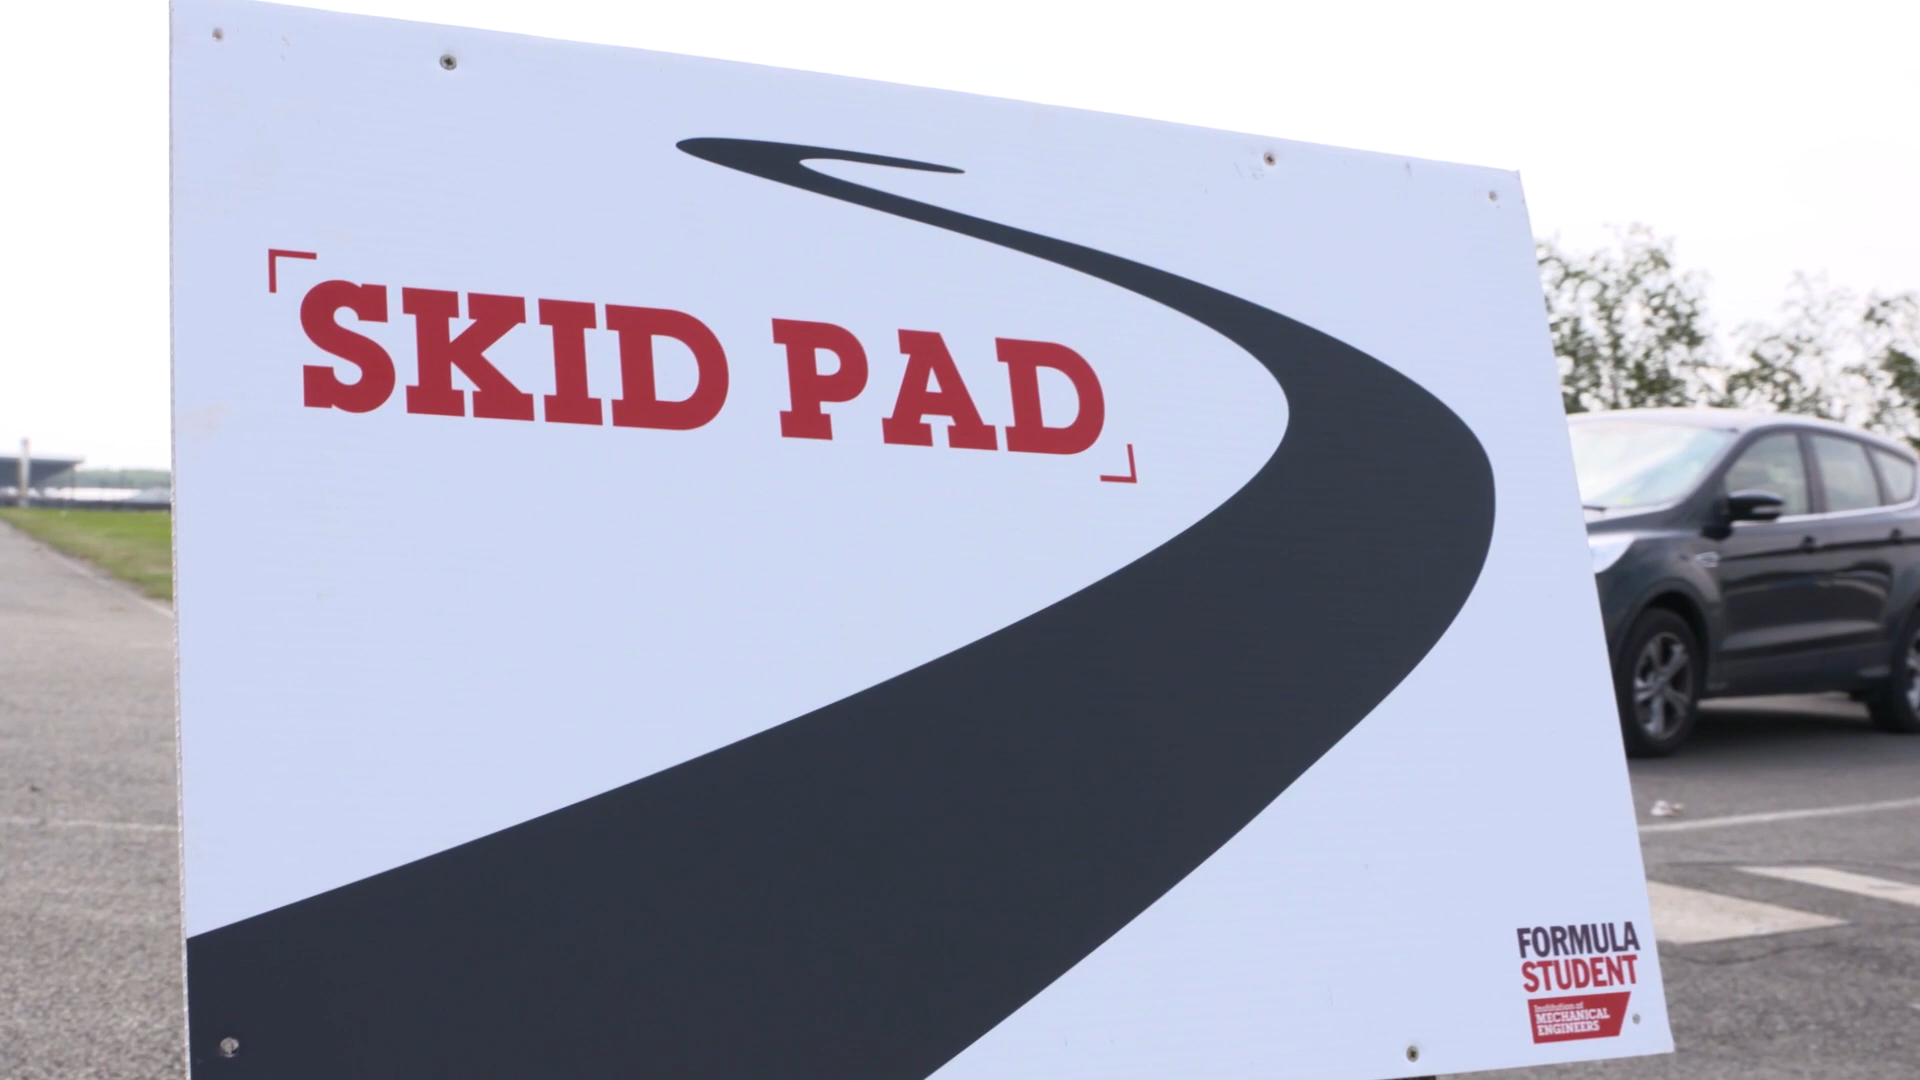 SKID PAD
FORMULA
STUDENT
Institution of
MECHANICAL
ENGINEERS